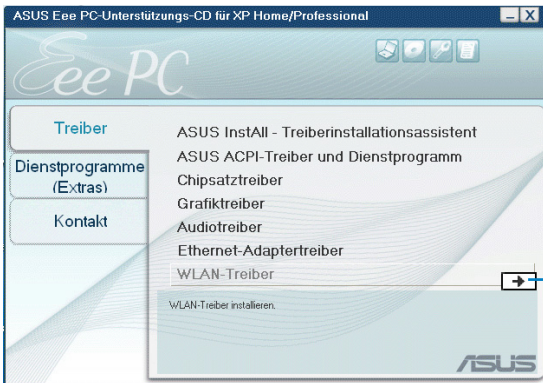 ASUS Eee PC-Unterstützungs-CD für XP Home/Professional
Eee PC
Treiber
Dienstprogramme
(Extras)
Kontakt
ASUS InstAll - Treiberinstallationsassistent
ASUS ACPI-Treiber und Dienstprogramm
Chipsatztreiber
Grafiktreiber
Audiotreiber
Ethernet-Adaptertreiber
WLAN-Treiber
WLAN-Treiber installieren.
ASUS